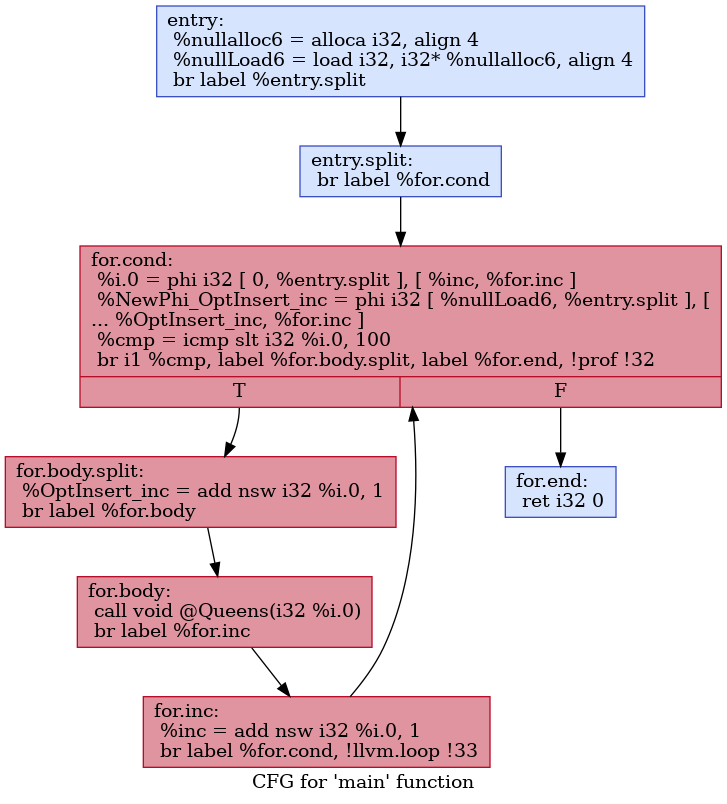 entry:
%nullalloc6 = alloca i32, align 4
%nullLoad6 = load i32, i32* %nullalloc6, align 4
br label %entry.split
entry.split:
br label %for.cond
for.cond:
%i.0 = phi i32 [ 0, %entry.split ], [ %inc, %for.inc ]
%NewPhi_OptInsert_inc = phi i32 [ %nullLoad6, %entry.split ], [
... %OptInsert_inc, %for.inc ]
%cmp = icmp slt i32 %i.0, 100
br i1 %cmp, label %for.body.split, label %for.end, !prof !32
T
F
for.body.split:
%OptInsert_inc = add nsw i32 %i.0, 1
br label %for.body
for.end:
ret i32 0
for.body:
call void @Queens(i32 %i.0)
br label %for.inc
for.inc:
%inc = add nsw i32 %i.0, 1
br label %for.cond, !llvm.loop !33
CFG for 'main' function